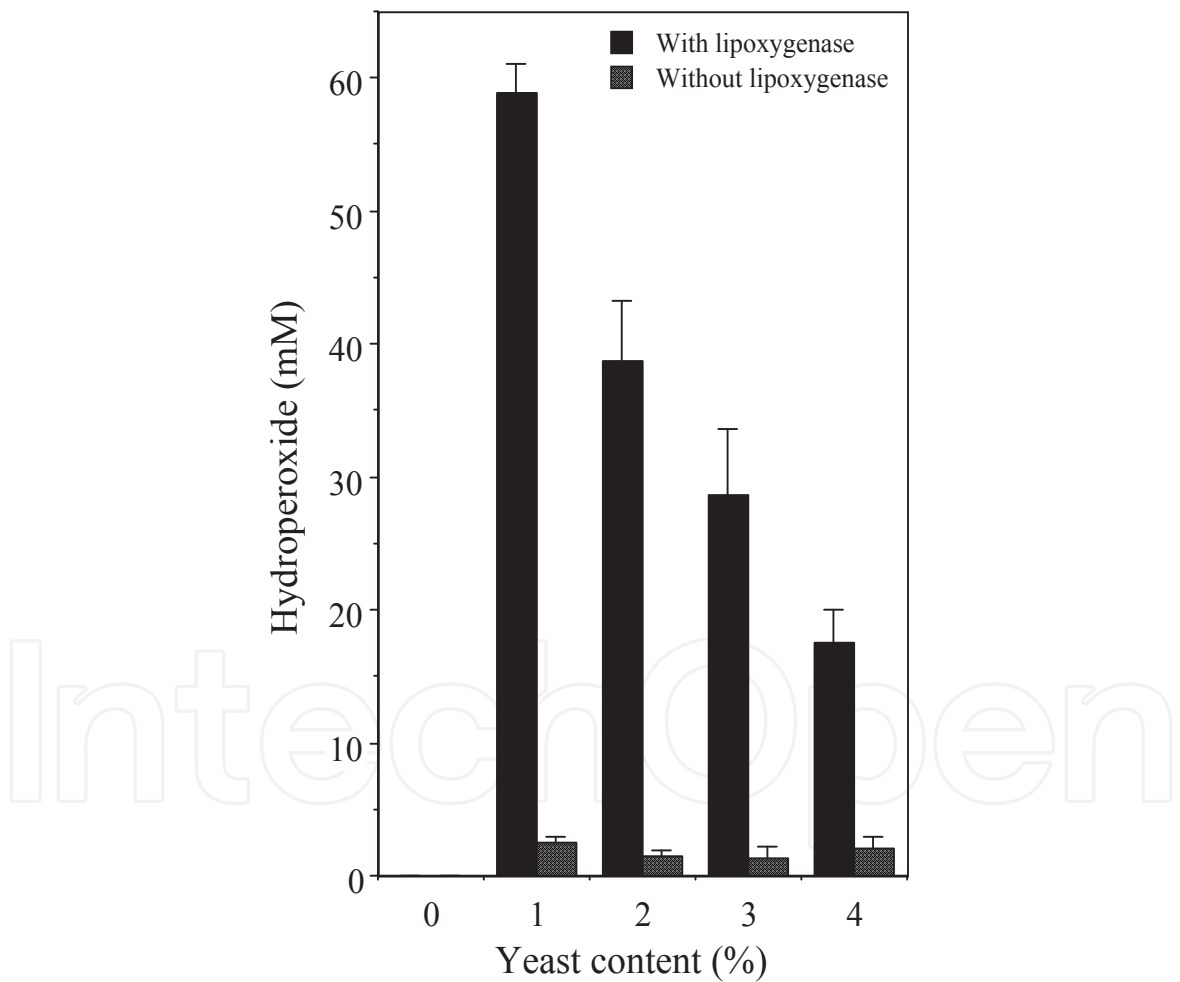 With lipoxygenase
Without lipoxygenase
60
50
40
30
20
10
0
Hydroperoxide (mM)
0 1 2 3 4
Yeast content (%)
IntechOpen